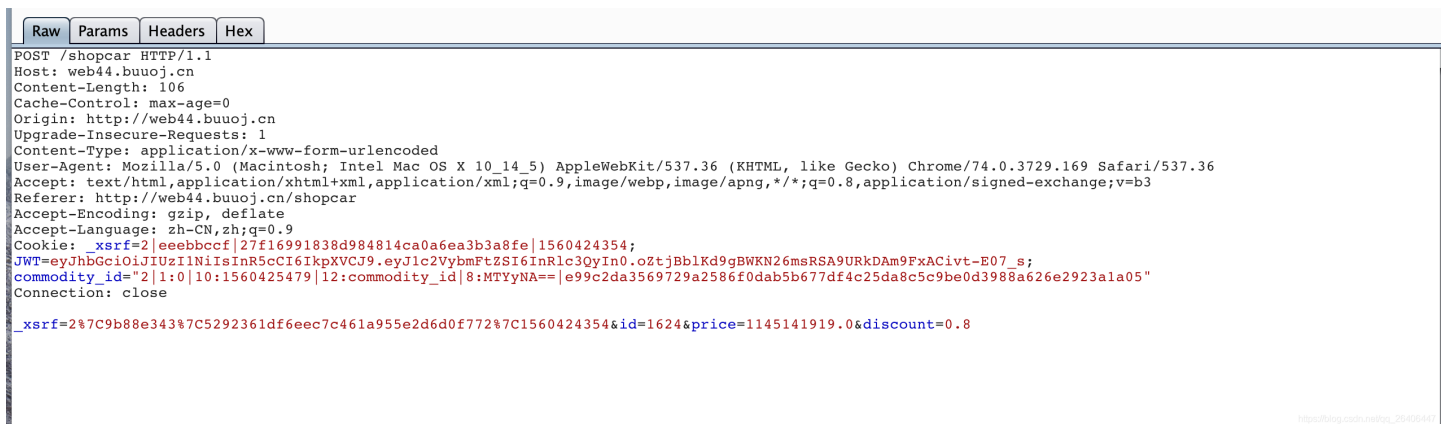 Raw Params Headers Hex
POST /shopcar HTTP/1.1
Host: web44.buuoj.cn
Content-Length: 106
Cache-Control: max-age=0
Origin: http://web44.buuoj.cn
Upgrade-Insecure-Requests: 1
Content-Type: application/x-www-form-urlencoded
User-Agent: Mozilla/5.0 (Macintosh; Intel Mac OS X 10_14_5) AppleWebKit/537.36 (KHTML, like Gecko) Chrome/74.0.3729.169 Safari/537.36
Accept: text/html,application/xhtml+xml,application/xml;q=0.9,image/webp,image/apng,*/*;q=0.8,application/signed-exchange;v=b3
Referer: http://web44.buuoj.cn/shopcar
Accept-Encoding: gzip, deflate
Accept-Language: zh-CN,zh;q=0.9
Cookie: _xsrf=2|eeebbccf|27f16991838d984814ca0a6ea3b3a8fe|1560424354;
JWT=eyJhbGciOiJIUzI1NiIsInR5cCI6IkpXVCJ9.eyJ1c2VybmFtZSI6InRlc3QyIn0.oZtjBblKd9gBWKN26msRSA9URkDAm9FxACivt-E07_s;
commodity_id="2|1:0|10:1560425479|12:commodity_id|8:MTYyNA==|e99c2da3569729a2586f0dab5b677df4c25da8c5c9be0d3988a626e2923a1a05"
Connection: close
_xsrf=2%7C9b88e343%7C5292361df6eec7c461a955e2d6d0f772%7C1560424354&id=1624&price=1145141919.0&discount=0.8
https://blog.csdn.net/qq_26406447